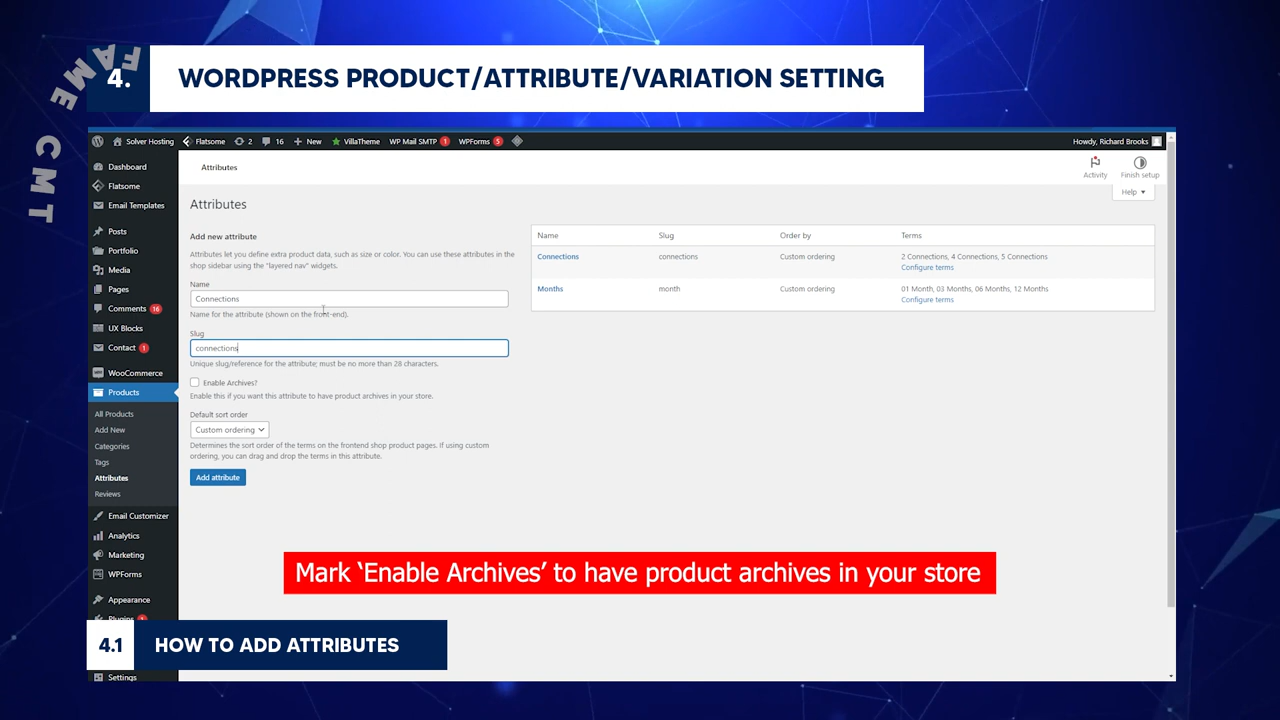 FAME CMT
4.
WORDPRESS PRODUCT/ATTRIBUTE/VARIATION SETTING
Solver Hosting
Flatsome
2
16
New
VillaTheme
WP Mail SMTP 1
WPForms 5
Howdy, Richard Brooks
Dashboard
Flatsome
Email Templates
Posts
Portfolio
Media
Pages
Comments 16
UX Blocks
Contact 1
WooCommerce
Products
All Products
Add New
Categories
Tags
Attributes
Reviews
Email Customizer
Analytics
Marketing
WPForms
Appearance
Plugins 1
Settings
Attributes
Activity
Finish setup
Help
Attributes
Add new attribute
Attributes let you define extra product data, such as size or color. You can use these attributes in the
shop sidebar using the "layered nav" widgets.
Name
Connections
Name for the attribute (shown on the front-end).
Slug
connections
Unique slug/reference for the attribute; must be no more than 28 characters.
Enable Archives?
Enable this if you want this attribute to have product archives in your store.
Default sort order
Custom ordering
Determines the sort order of the terms on the frontend shop product pages. If using custom
ordering, you can drag and drop the terms in this attribute.
Add attribute
Name Slug Order by Terms
Connections connections Custom ordering 2 Connections, 4 Connections, 5 Connections
Configure terms
Months month Custom ordering 01 Month, 03 Months, 06 Months, 12 Months
Configure terms
Mark ‘Enable Archives’ to have product archives in your store
4.1
HOW TO ADD ATTRIBUTES